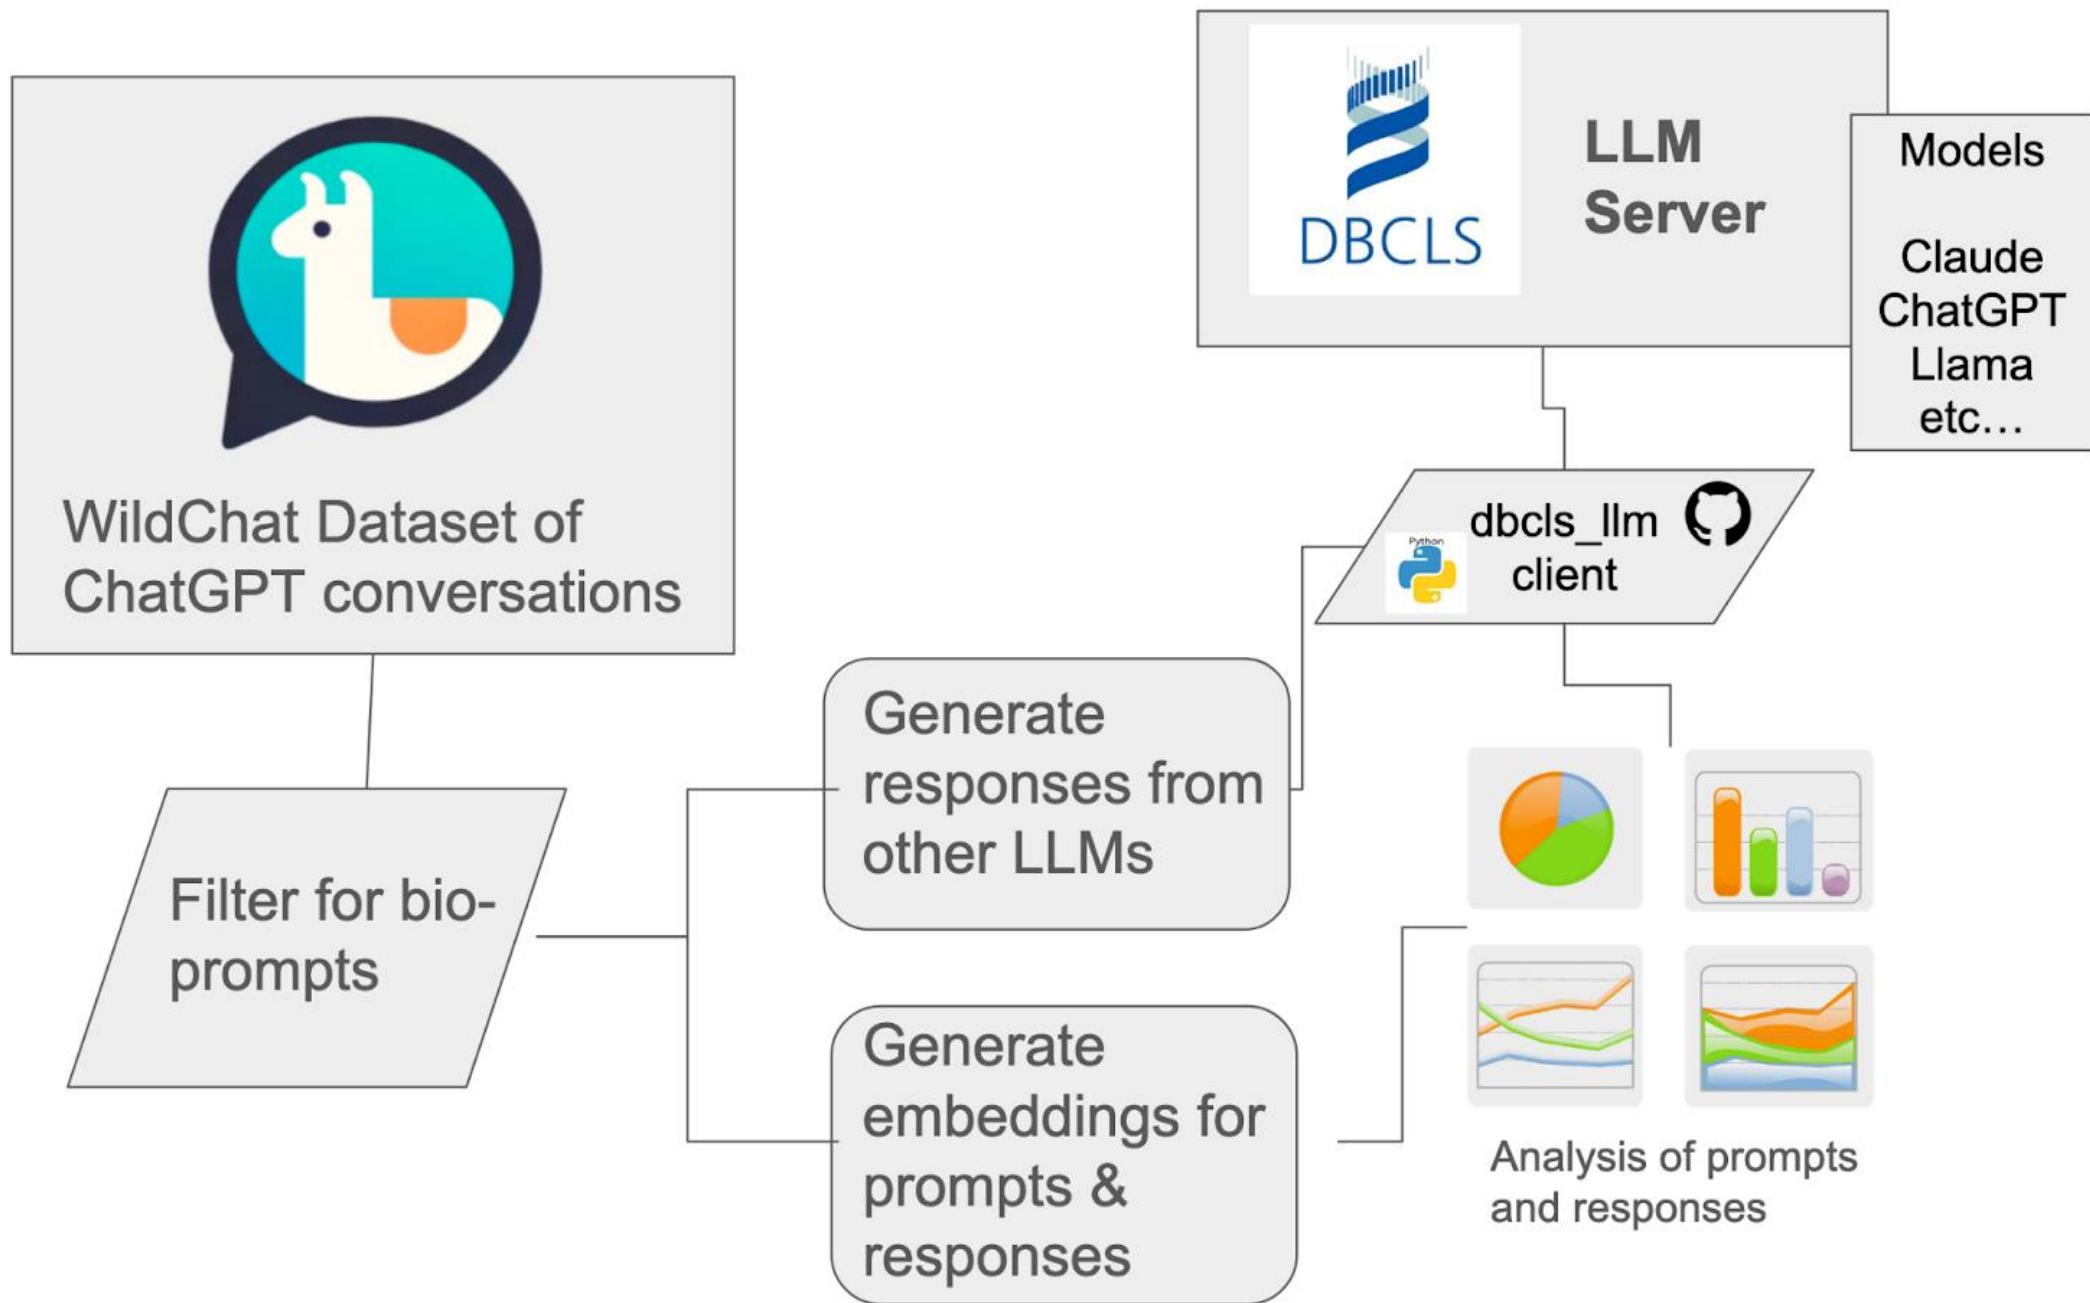 WildChat Dataset of
ChatGPT conversations
Filter for bio-
prompts
Generate
responses from
other LLMs
Generate
embeddings for
prompts &
responses
DBCLS
LLM
Server
Models
Claude
ChatGPT
Llama
etc…
Python
dbcls_llm
client
Analysis of prompts
and responses